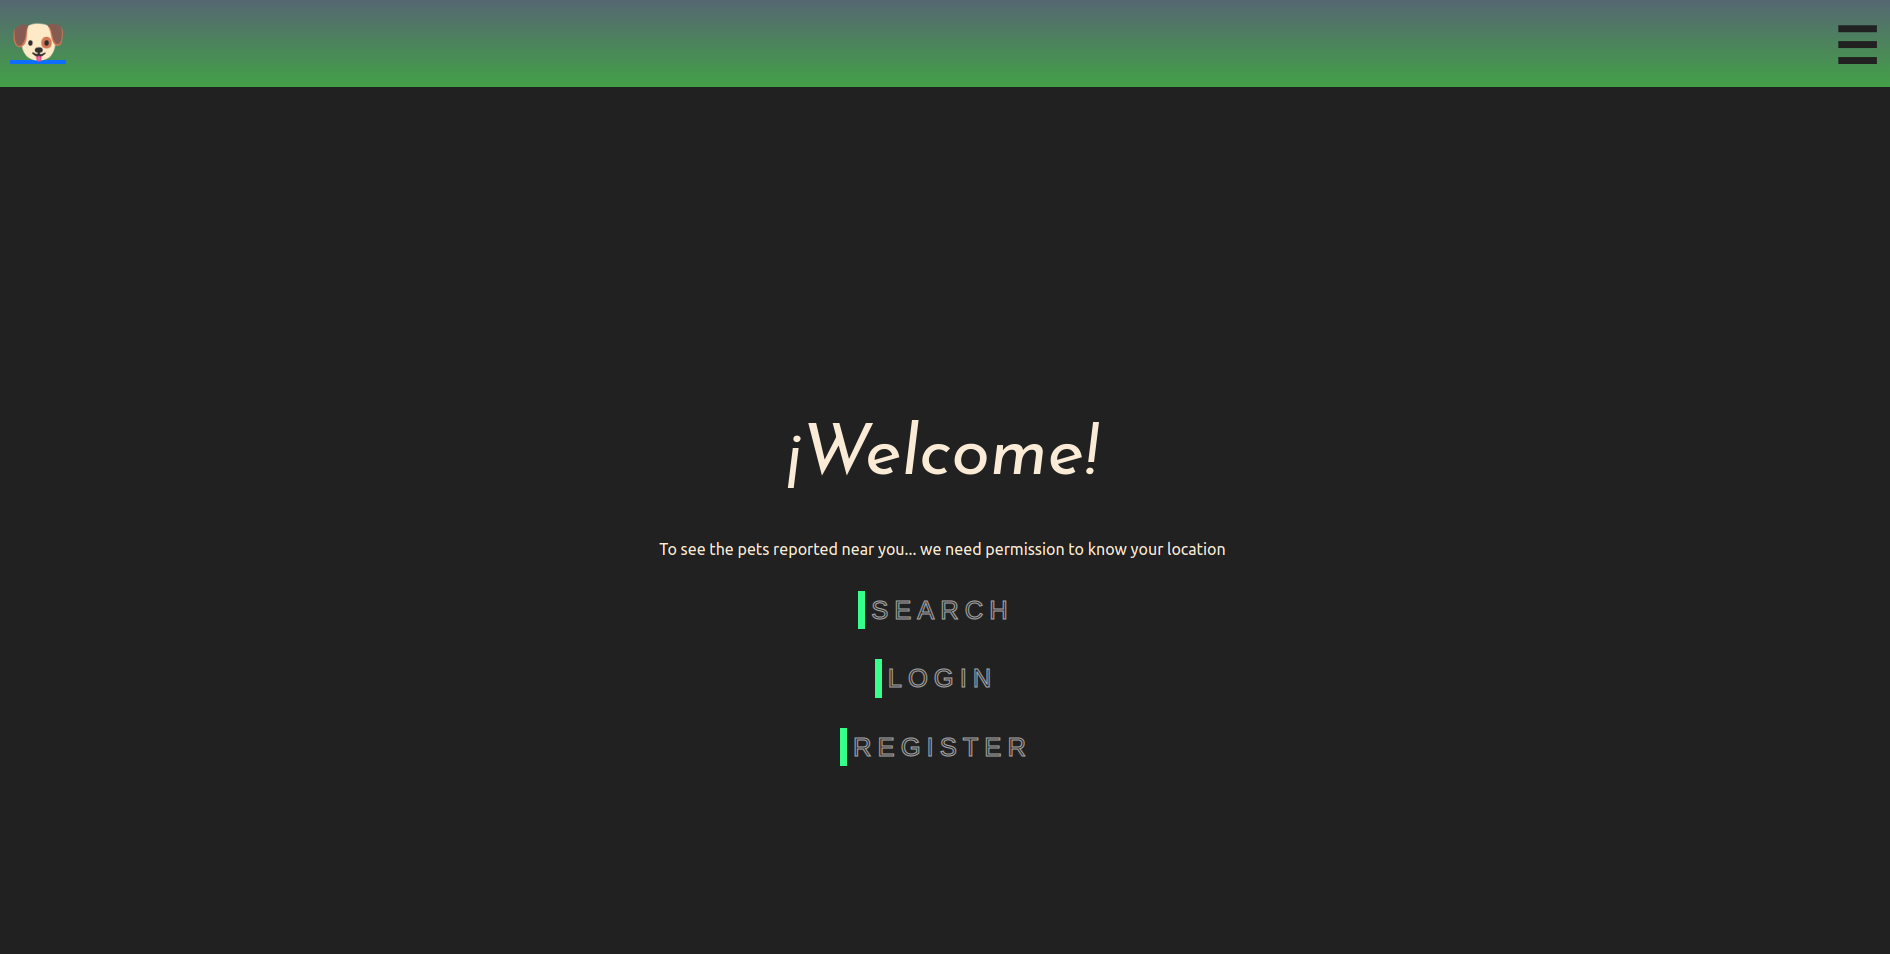 ¡Welcome!
To see the pets reported near you... we need permission to know your location
SEARCH
LOGIN
REGISTER